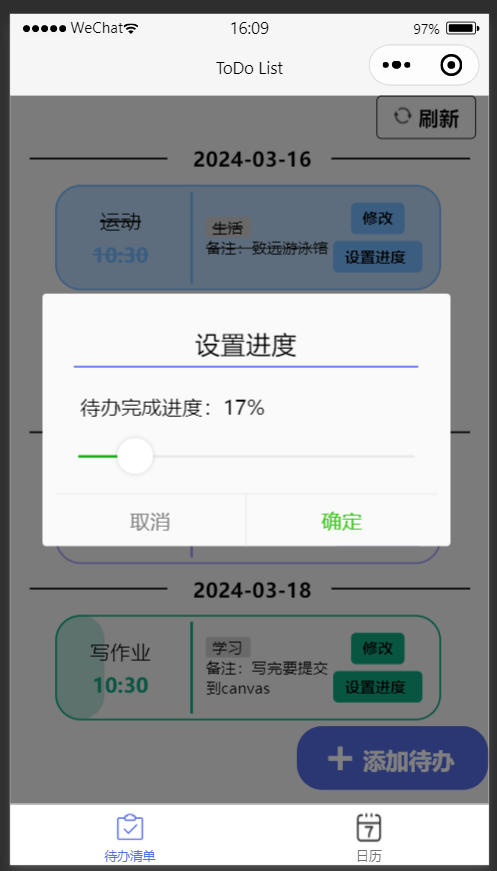 WeChat
16:09
97%
ToDo List
刷新
2024-03-16
运动
10:30
生活
备注：致远游泳馆
修改
设置进度
设置进度
待办完成进度：17%
取消
确定
2024-03-18
写作业
10:30
学习
备注：写完要提交
到canvas
修改
设置进度
添加待办
待办清单
7
日历